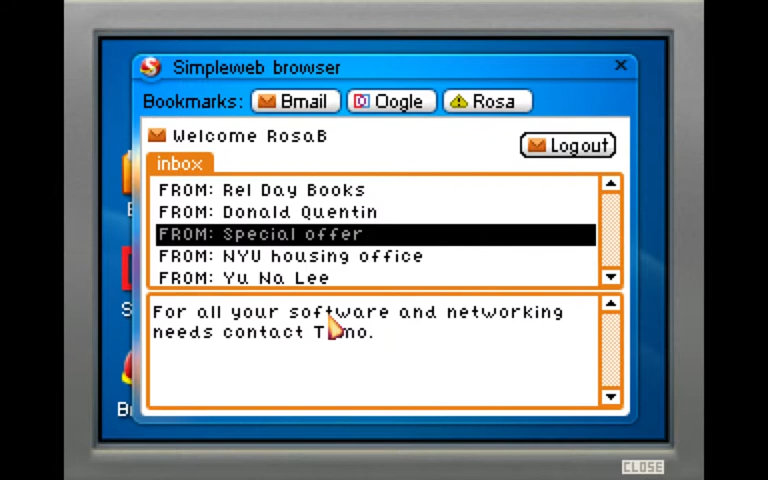 Simpleweb browser
Bookmarks: Bmail Oogle Rosa
Welcome RosaB
Logout
inbox
FROM: Rel Day Books
FROM: Donald Quentin
FROM: Special offer
FROM: NYU housing office
FROM: Yu Na Lee
For all your software and networking
needs contact
CLOSE